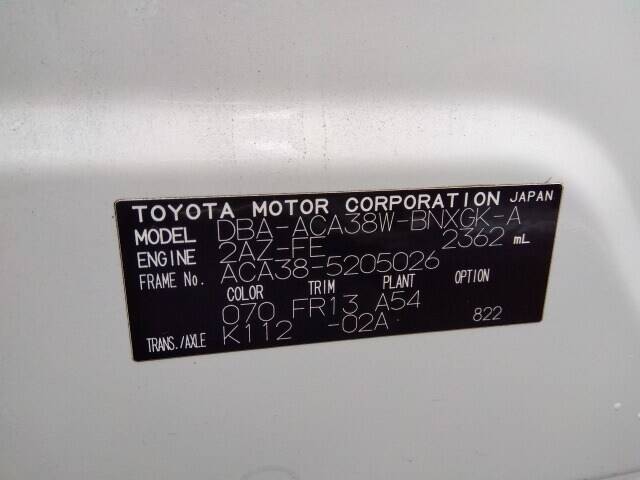 TOYOTA MOTOR CORPORATION JAPAN
MODEL DBA-ACA38W-BNXGK-A
ENGINE 2AZ-FE 2362 mL
FRAME No. ACA38-5205026
COLOR TRIM PLANT OPTION
070 FR13 A54
TRANS./AXLE K112 -02A 822